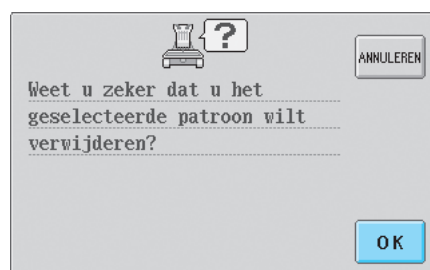 ?
ANNULEREN
Weet u zeker dat u het
geselecteerde patroon wilt
verwijderen?
OK